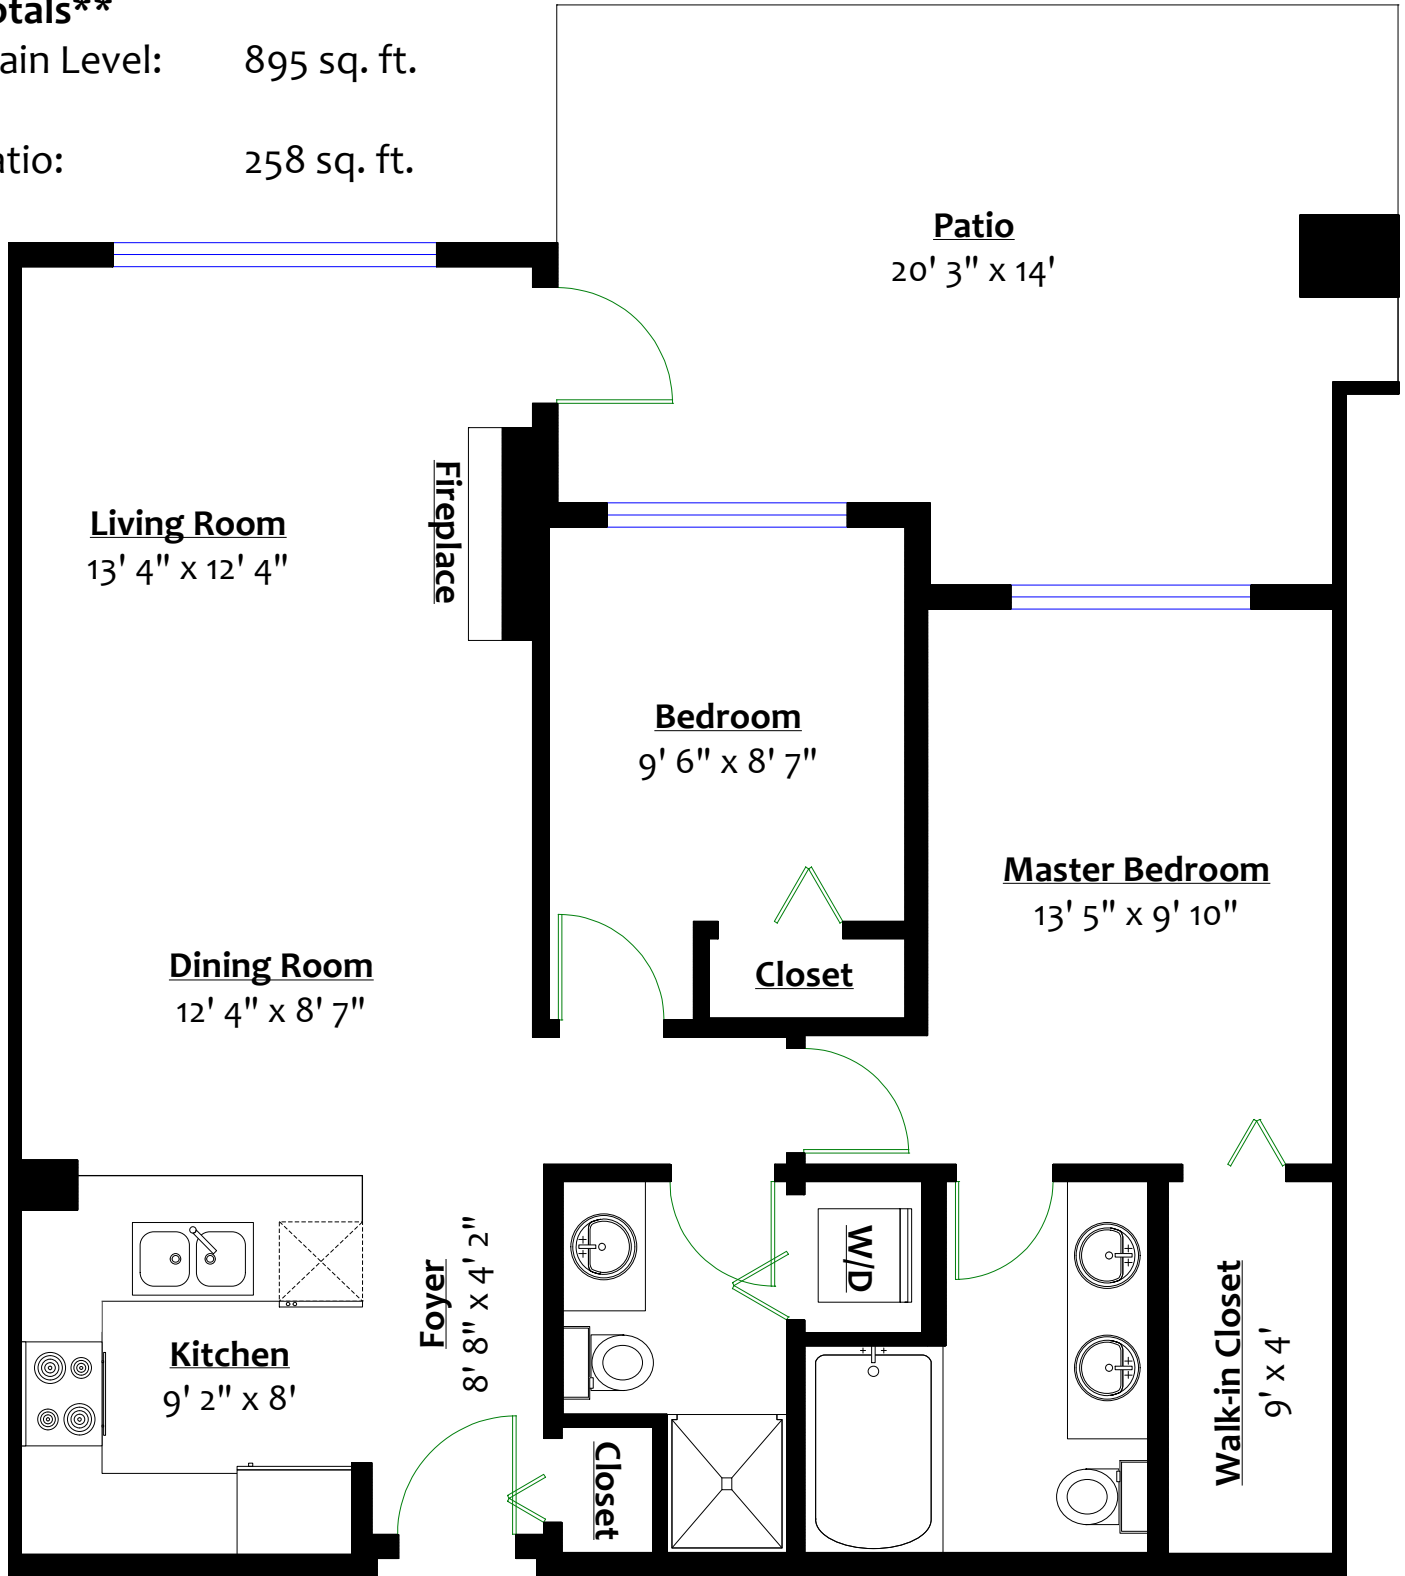 otals**
ain Level: 895 sq. ft.
atio: 258 sq. ft.
Patio
20' 3" x 14'
Fireplace
Living Room
13' 4" x 12' 4"
Bedroom
9' 6" x 8' 7"
Master Bedroom
13' 5" x 9' 10"
Closet
Dining Room
12' 4" x 8' 7"
Foyer
8' 8" x 4' 2"
W/D
Kitchen
9' 2" x 8'
Walk-in Closet
9' x 4'
Closet